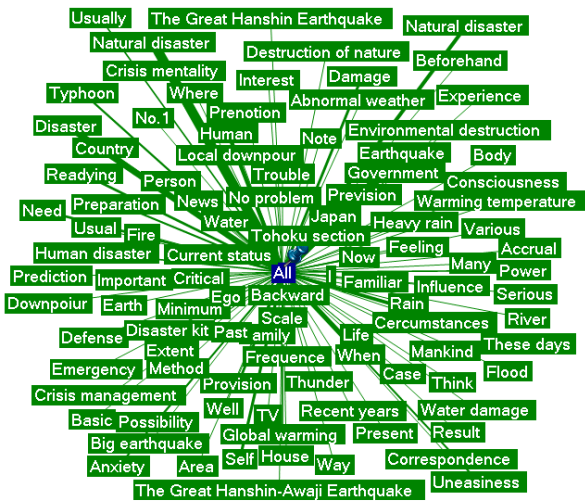 Usually
The Great Hanshin Earthquake
Natural disaster
Natural disaster
Destruction of nature
Beforehand
Crisis mentality
Interest
Damage
Typhoon
Where
Abnormal weather
Experience
No.1
Prenotion
Disaster
Human
Note
Environmental destruction
Country
Local downpour
Earthquake
Body
Readying
Person
Trouble
Government
Consciousness
Need
Preparation
News
No problem
Prevision
Warming temperature
Usual
Fire
Water
Japan
Heavy rain
Various
Human disaster
Current status
Tohoku section
Now
Feeling
Accrual
Prediction
Important
Critical
All
I
Familiar
Influence
Many
Power
Downpoiur
Earth
Minimum
Ego
Backward
Rain
Serious
Defense
Disaster kit
Past
amily
Scale
Life
Cercumstances
River
Extent
Frequence
When
Mankind
These days
Emergency
Method
Provision
Thunder
Case
Think
Flood
Crisis management
Well
TV
Recent years
Water damage
Basic
Possibility
Global warming
Present
Result
Big earthquake
Self
House
Way
Correspondence
Anxiety
Area
Uneasiness
The Great Hanshin-Awaji Earthquake